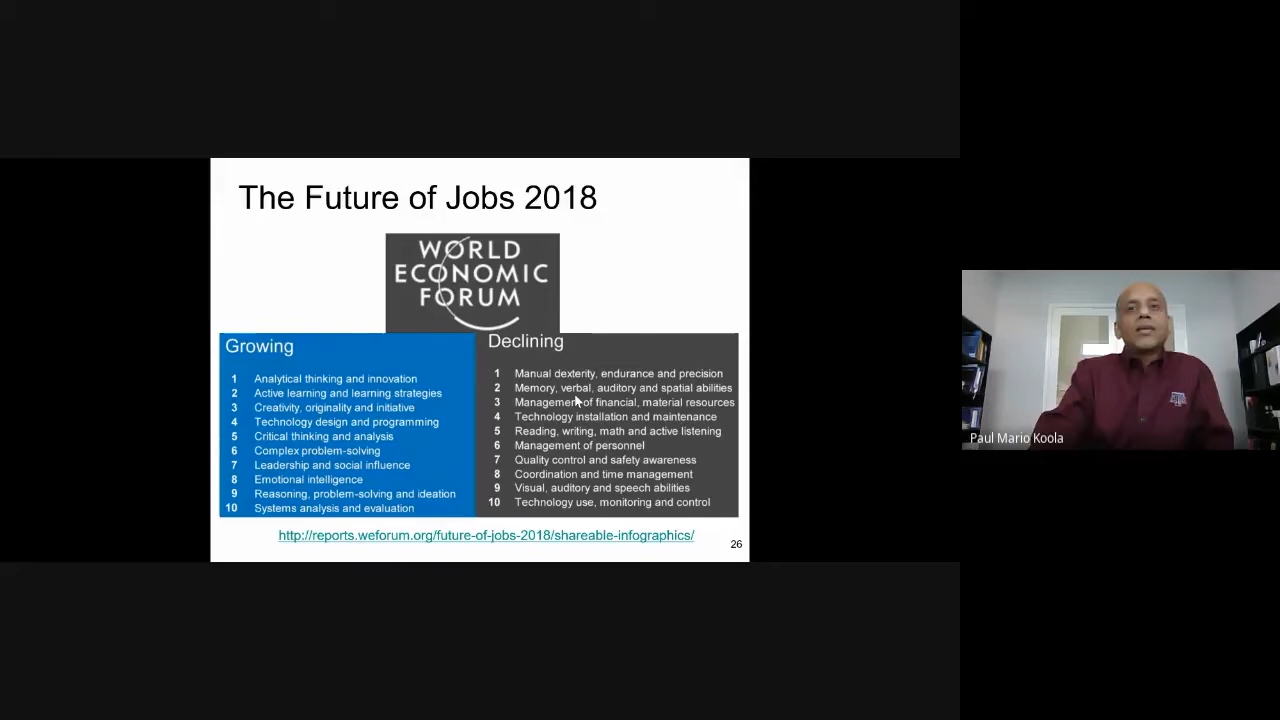 The Future of Jobs 2018
WORLD
ECONOMIC
FORUM
Growing
1 Analytical thinking and innovation
2 Active learning and learning strategies
3 Creativity, originality and initiative
4 Technology design and programming
5 Critical thinking and analysis
6 Complex problem-solving
7 Leadership and social influence
8 Emotional intelligence
9 Reasoning, problem-solving and ideation
10 Systems analysis and evaluation
Declining
1 Manual dexterity, endurance and precision
2 Memory, verbal, auditory and spatial abilities
3 Management of financial, material resources
4 Technology installation and maintenance
5 Reading, writing, math and active listening
6 Management of personnel
7 Quality control and safety awareness
8 Coordination and time management
9 Visual, auditory and speech abilities
10 Technology use, monitoring and control
http://reports.weforum.org/future-of-jobs-2018/shareable-infographics/
26
Paul Mario Koola